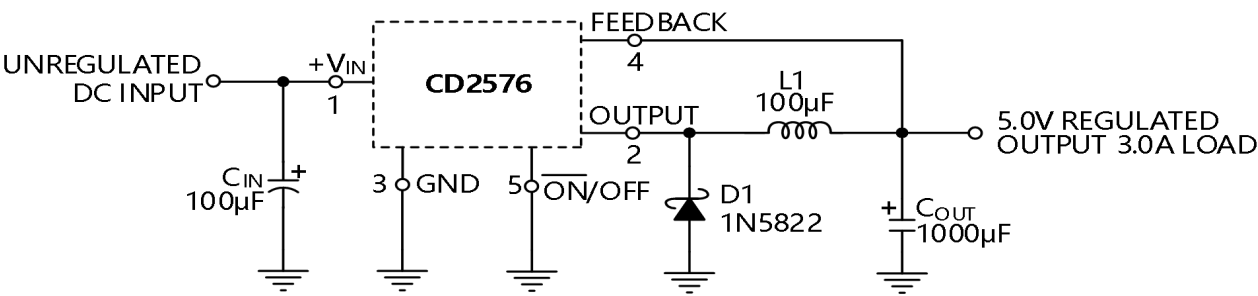 FEEDBACK
4
UNREGULATED
DC INPUT
+VIN
1
CD2576
OUTPUT
2
L1
100µF
5.0V REGULATED
OUTPUT 3.0A LOAD
CIN
100µF
+
3 GND
5 ON/OFF
D1
1N5822
+
COUT
1000µF